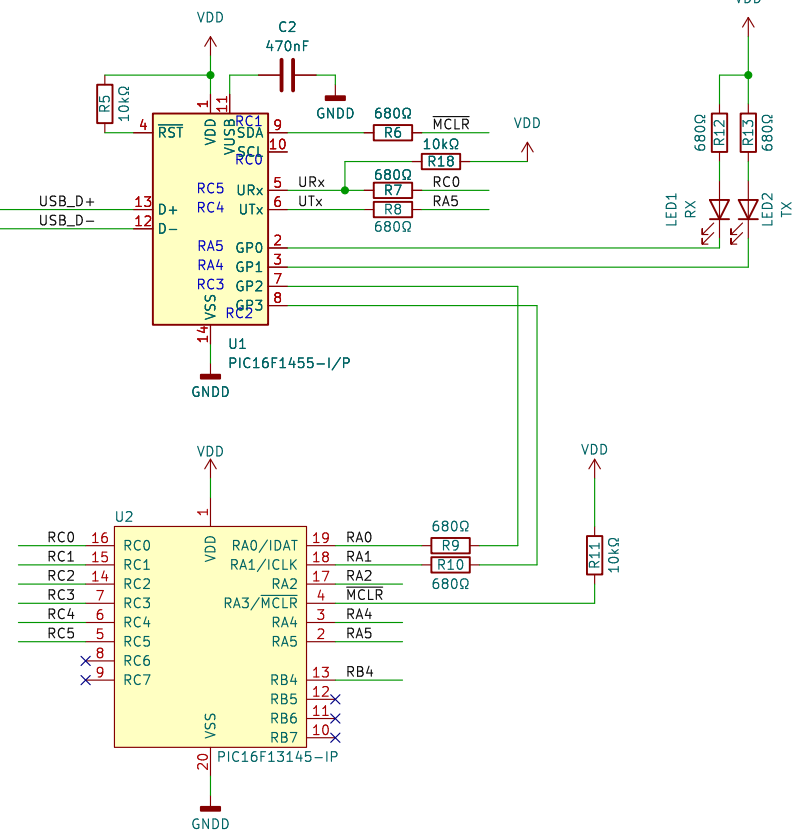 VDD
VDD
C2
470nF
R5
10kΩ
GNDD
1
11
VDD
VUSB
4
RST
RC1
SDA
9
SCL
10
RC0
680Ω
R6
MCLR
10kΩ
R18
VDD
RC5
URx
5
URx
680Ω
R7
RC0
RC4
UTx
6
UTx
R8
680Ω
RA5
USB_D+
13
D+
USB_D-
12
D-
RA5
GP0
2
RA4
GP1
3
RC3
GP2
7
GP3
8
RC2
VSS
14
U1
PIC16F1455-I/P
GNDD
680Ω
R12
R13
680Ω
LED1
RX
LED2
TX
VDD
VDD
U2
1
VDD
RC0
16
RC0
RA0/IDAT
19
RA0
680Ω
R9
RC1
15
RC1
RA1/ICLK
18
RA1
R10
680Ω
RC2
14
RC2
RA2
17
RA2
RC3
7
RC3
RA3/MCLR
4
MCLR
R11
10kΩ
RC4
6
RC4
RA4
3
RA4
RC5
5
RC5
RA5
2
RA5
8
RC6
9
RC7
RB4
13
RB4
RB5
12
RB6
11
RB7
10
VSS
20
PIC16F13145-IP
GNDD